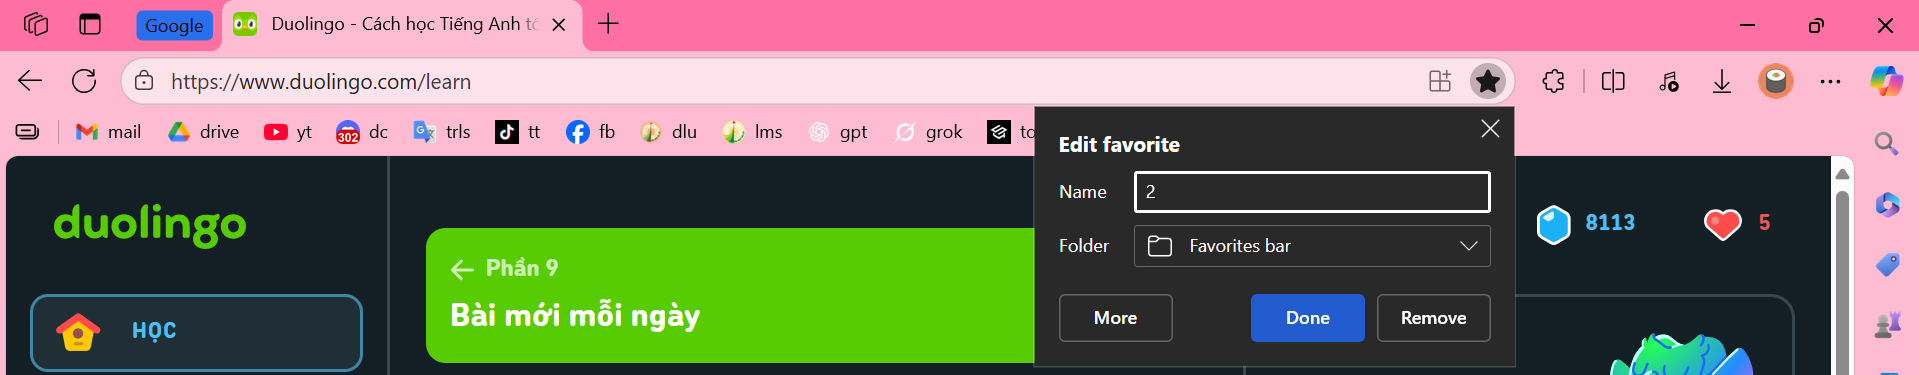 Google
Duolingo - Cách học Tiếng Anh
https://www.duolingo.com/learn
mail drive yt dc trls tt fb dlu lms gpt grok to
302
Edit favorite
Name 2
Folder Favorites bar
More Done Remove
duolingo
8113 5
Phần 9
Bài mới mỗi ngày
HỌC